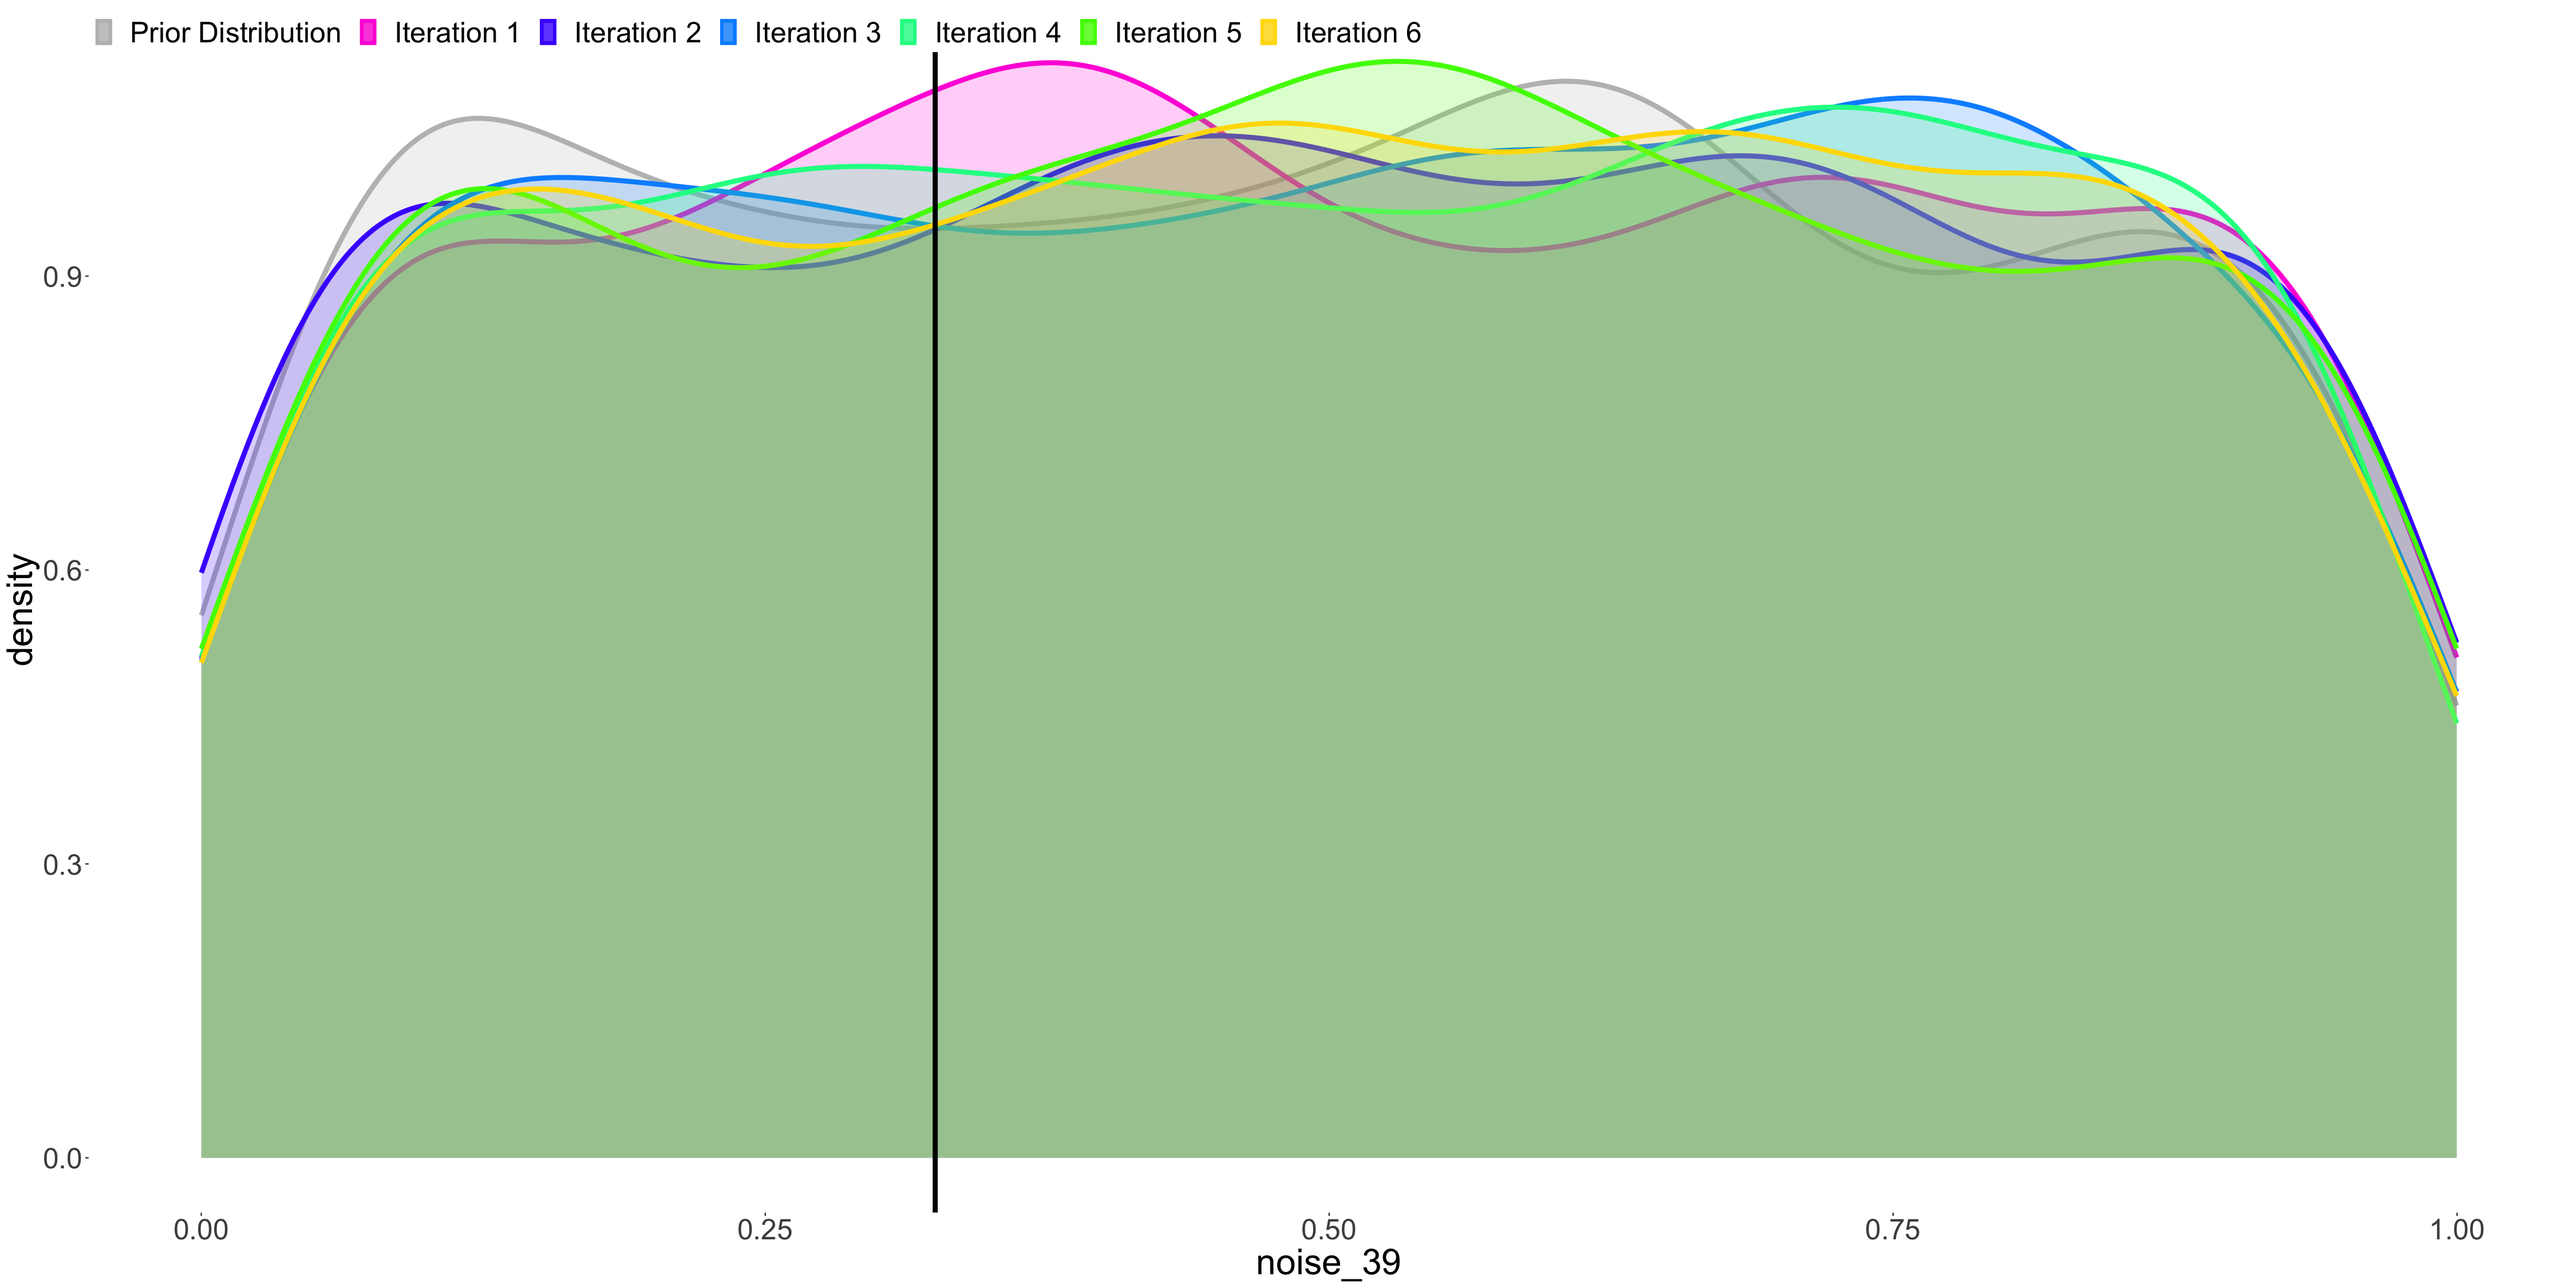 Prior Distribution Iteration 1 Iteration 2 Iteration 3 Iteration 4 Iteration 5 Iteration 6
density
0.9
0.6
0.3
0.0
0.00 0.25 0.50 0.75 1.00
noise_39